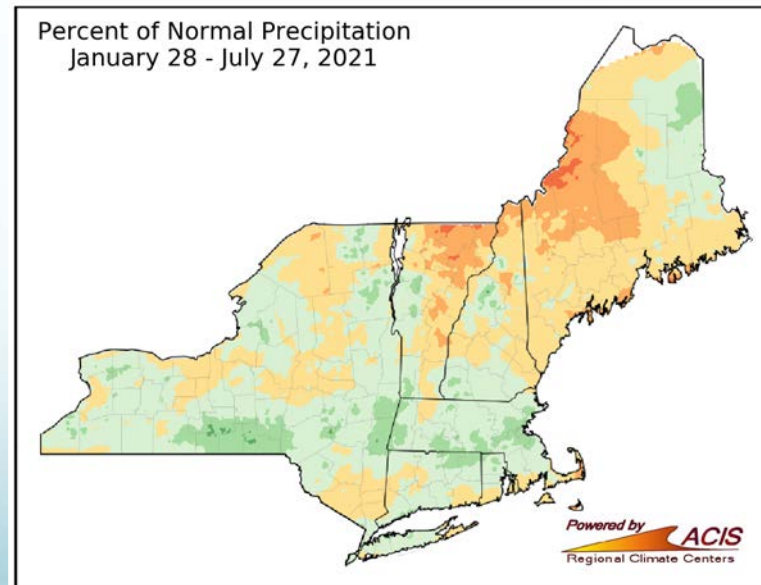 Percent of Normal Precipitation
January 28 - July 27, 2021
Powered by
ACIS
Regional Climate Centers